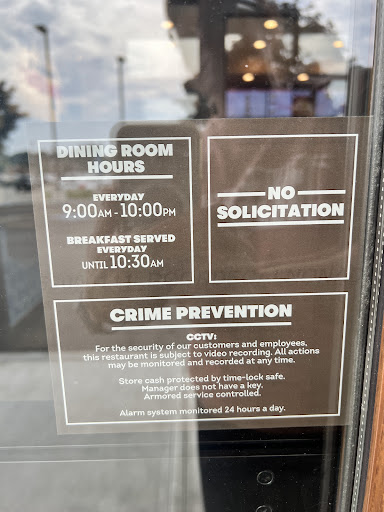 DINING ROOM
HOURS
EVERYDAY
9:00AM - 10:00PM
BREAKFAST SERVED
EVERYDAY
UNTIL 10:30AM
NO
SOLICITATION
CRIME PREVENTION
CCTV:
For the security of our customers and employees,
this restaurant is subject to video recording. All actions
may be monitored and recorded at any time.
Store cash protected by time-lock safe.
Manager does not have a key.
Armored service controlled.
Alarm system monitored 24 hours a day.